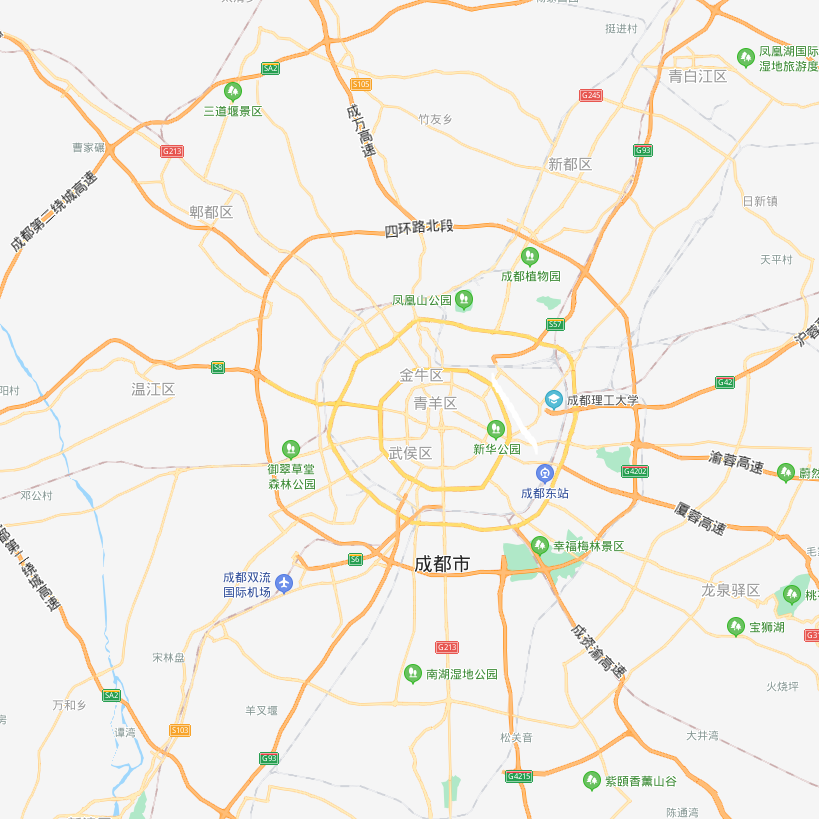 挺进村
凤凰湖国际
湿地旅游度
青白江区
SA2
S105
三道堰景区
G245
成万高速
竹友乡
曹家碾
G213
G93
新都区
成都第二绕城高速
日新镇
郫都区
四环路北段
天平村
成都植物园
凤凰山公园
S57
沪蓉
S8
金牛区
G42
阳村
温江区
青羊区
成都理工大学
新华公园
武侯区
御翠草堂
森林公园
渝蓉高速
G4202
蔚然
成都东站
邓公村
厦蓉高速
都第二绕城高速
幸福梅林景区
S6
成都市
成都双流
国际机场
龙泉驿区
桃
宝狮湖
G3
成资渝高速
G213
宋林盘
南湖湿地公园
火烧坪
SA2
万和乡
羊叉堰
房
S103
谭湾
松关音
大井湾
G93
G4215
紫颐香薰山谷
陈通湾